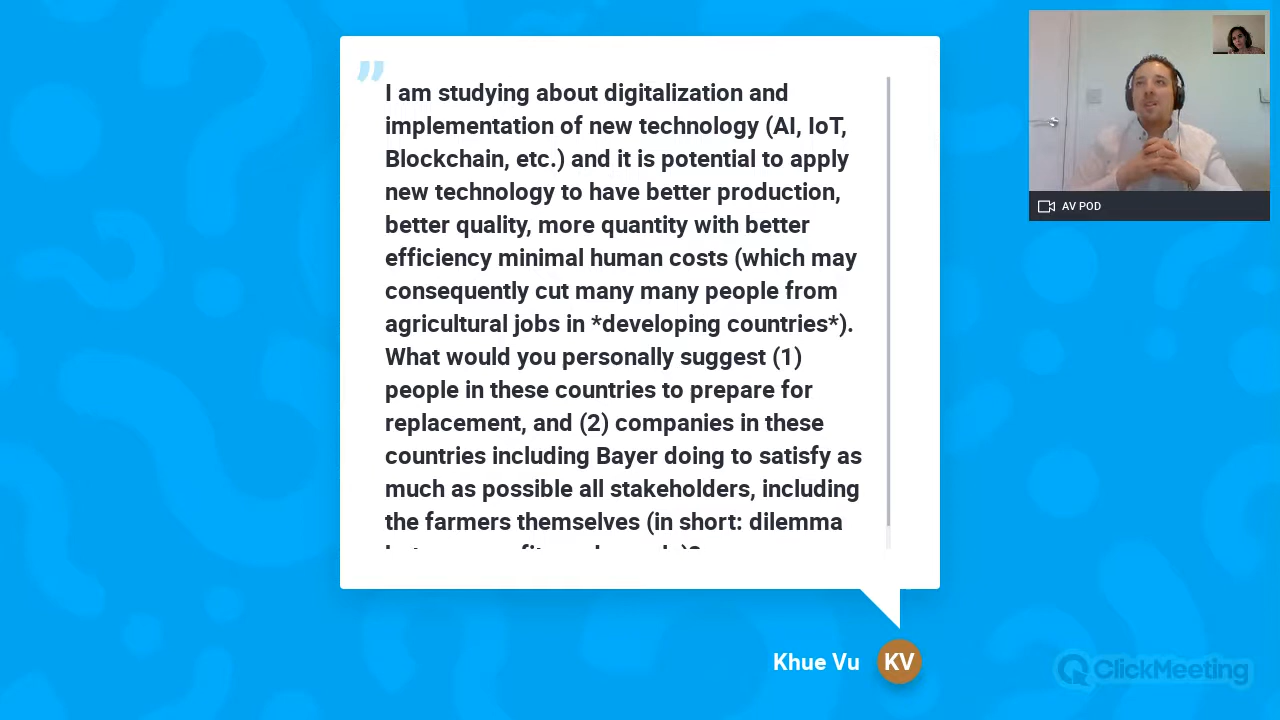 I am studying about digitalization and
implementation of new technology (AI, IoT,
Blockchain, etc.) and it is potential to apply
new technology to have better production,
better quality, more quantity with better
efficiency minimal human costs (which may
consequently cut many many people from
agricultural jobs in *developing countries*).
What would you personally suggest (1)
people in these countries to prepare for
replacement, and (2) companies in these
countries including Bayer doing to satisfy as
much as possible all stakeholders, including
the farmers themselves (in short: dilemma
Khue Vu
KV
AV POD
ClickMeeting